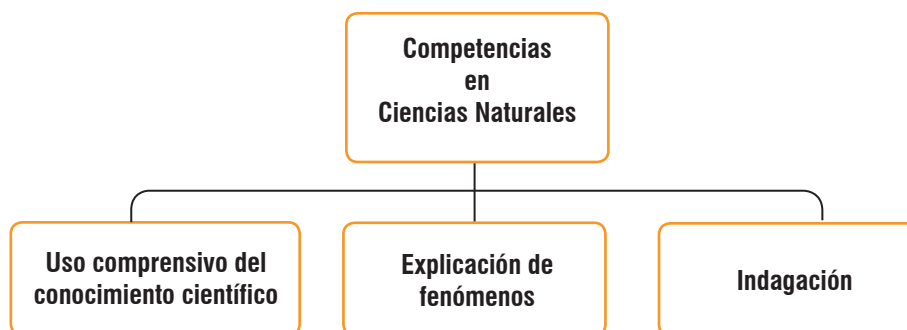 Competencias
en
Ciencias Naturales
Uso comprensivo del
conocimiento científico
Explicación de
fenómenos
Indagación